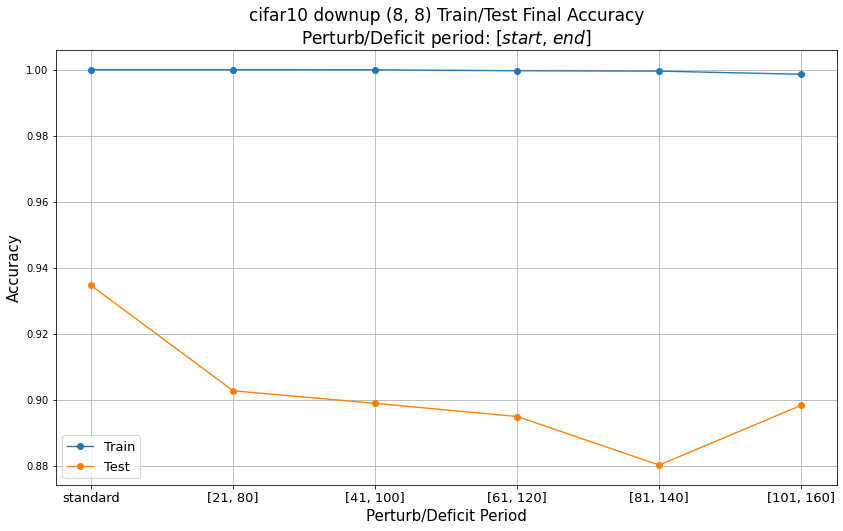 cifar10 downup (8, 8) Train/Test Final Accuracy
Perturb/Deficit period: [start, end]
Accuracy
1.00
0.98
0.96
0.94
0.92
0.90
0.88
Train
Test
standard [21, 80] [41, 100] [61, 120] [81, 140] [101, 160]
Perturb/Deficit Period